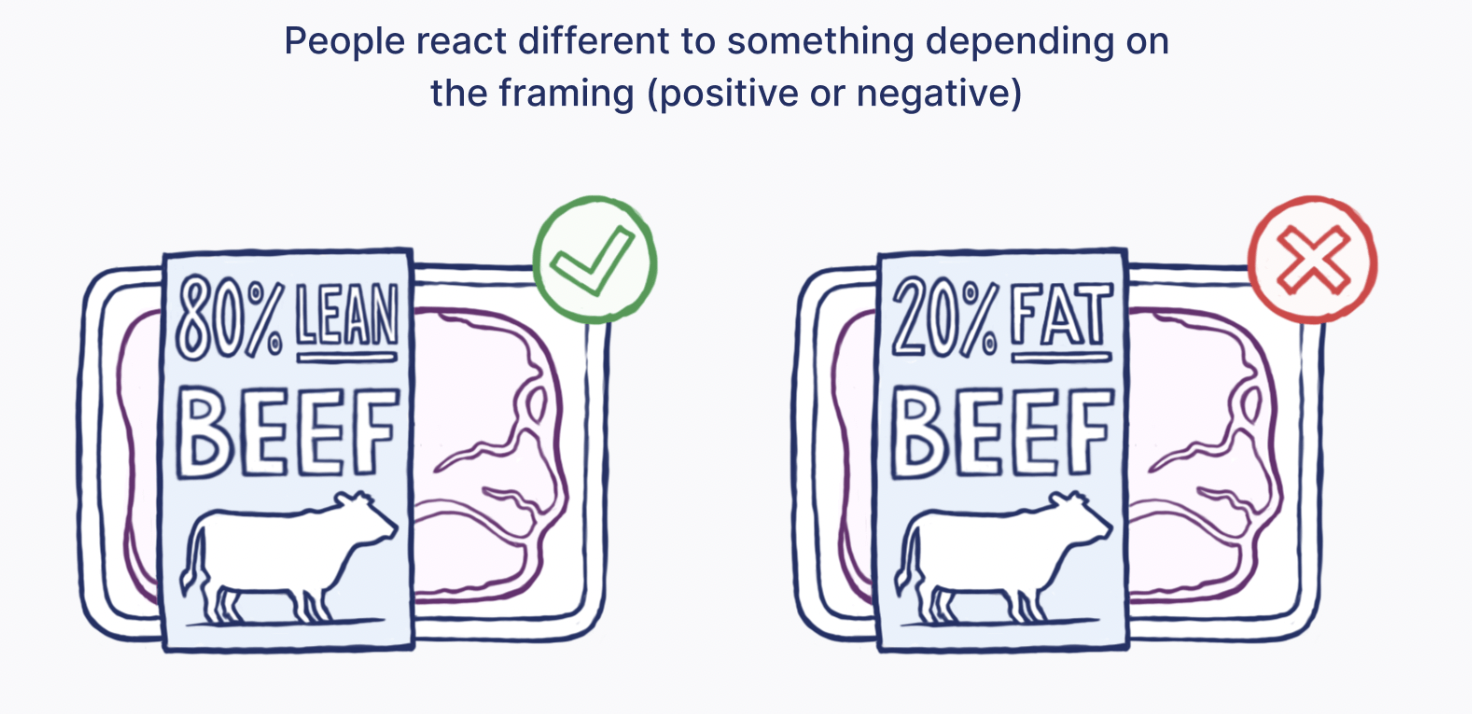 People react different to something depending on
the framing (positive or negative)
80% LEAN
BEEF
20% FAT
BEEF